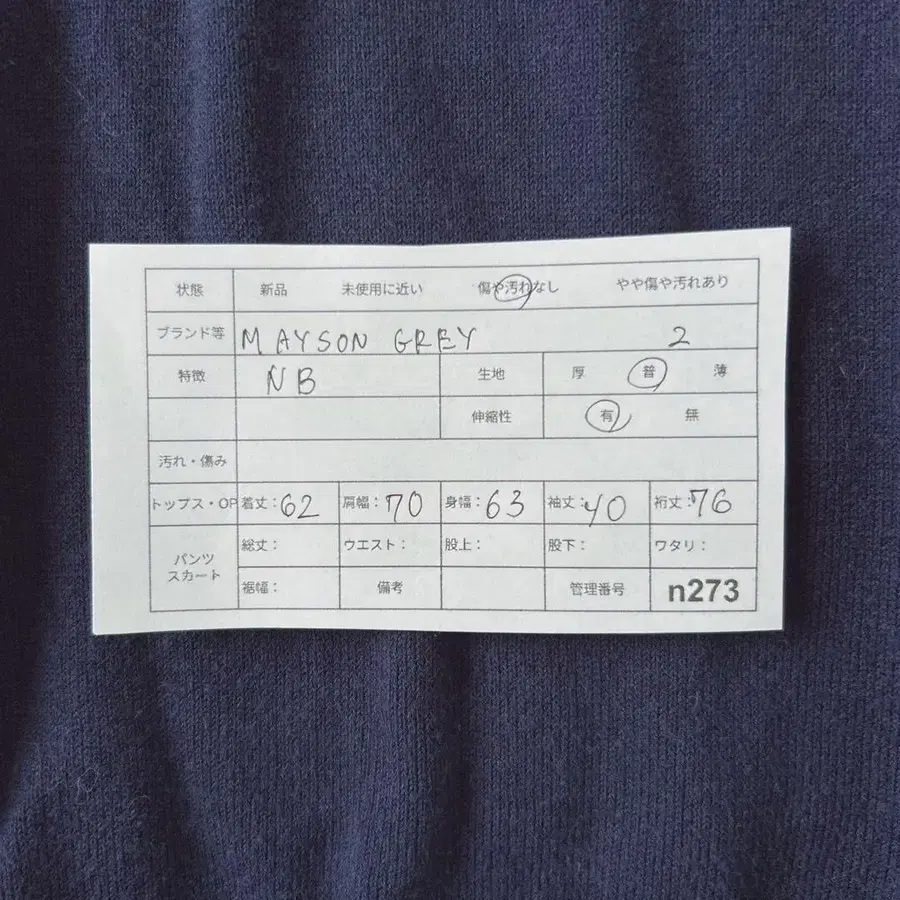 状態 新品 未使用に近い 傷や汚れなし やや傷や汚れあり
ブランド等 MAYSON GREY 2
特徴 NB 生地 厚 普 薄
伸縮性 有 無
汚れ・傷み
トップス・OP 着丈:62 肩幅:70 身幅:63 袖丈:40 裄丈:76
パンツ スカート 総丈: ウエスト: 股上: 股下: ワタリ:
裾幅: 備考 管理番号 n273